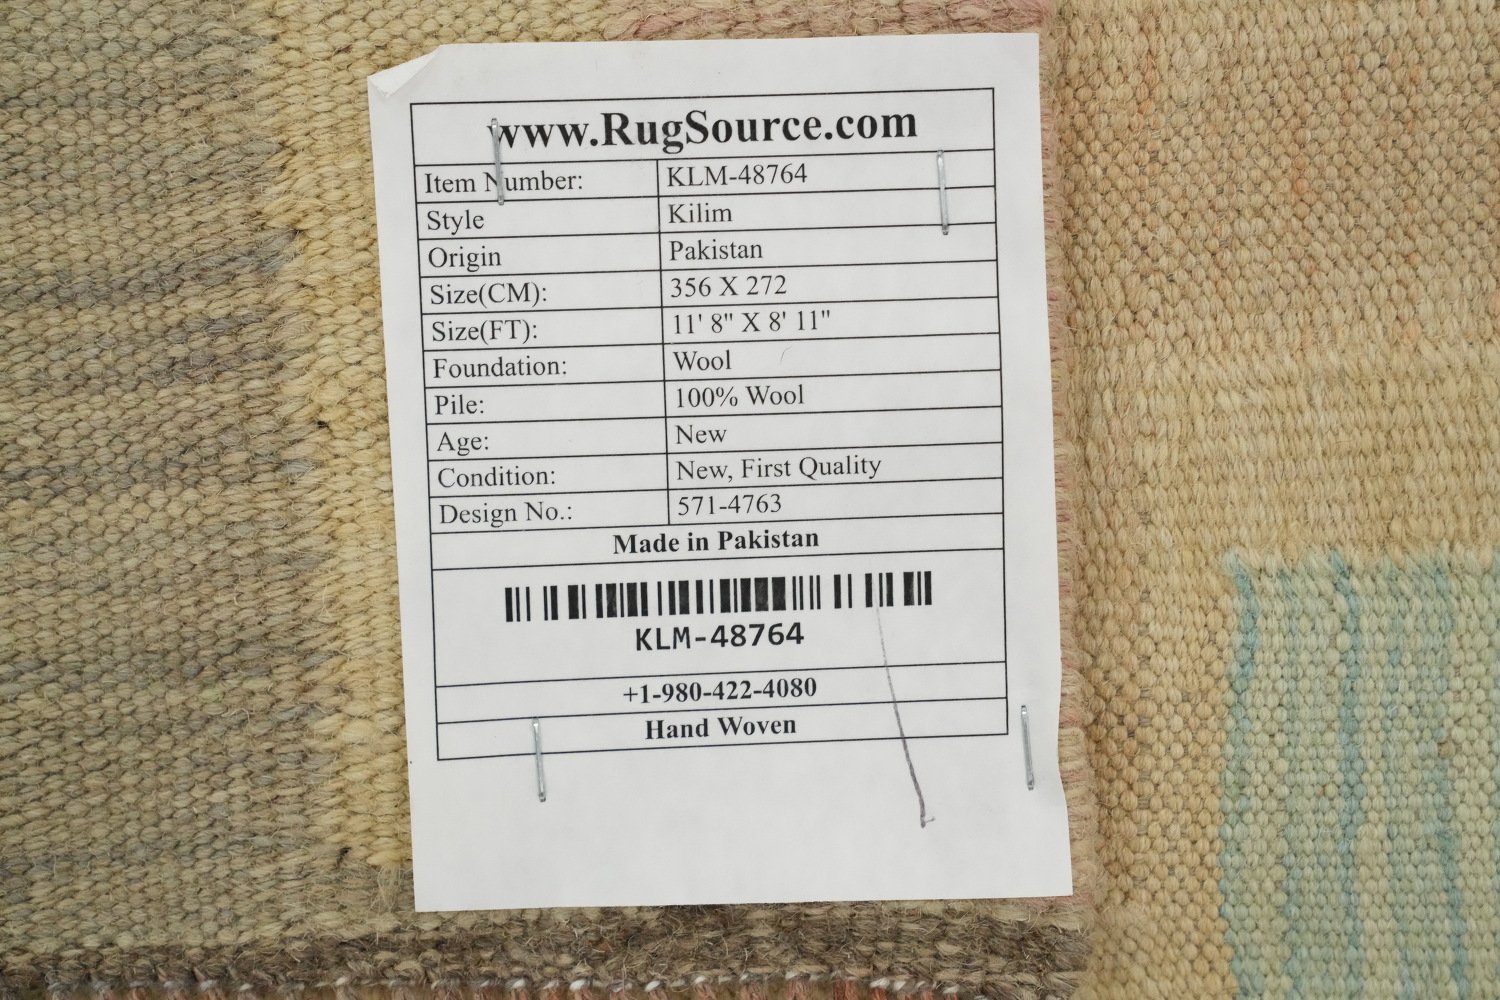 www.RugSource.com
Item Number: KLM-48764
Style Kilim
Origin Pakistan
Size(CM): 356 X 272
Size(FT): 11' 8" X 8' 11"
Foundation: Wool
Pile: 100% Wool
Age: New
Condition: New, First Quality
Design No.: 571-4763
Made in Pakistan
KLM-48764
+1-980-422-4080
Hand Woven